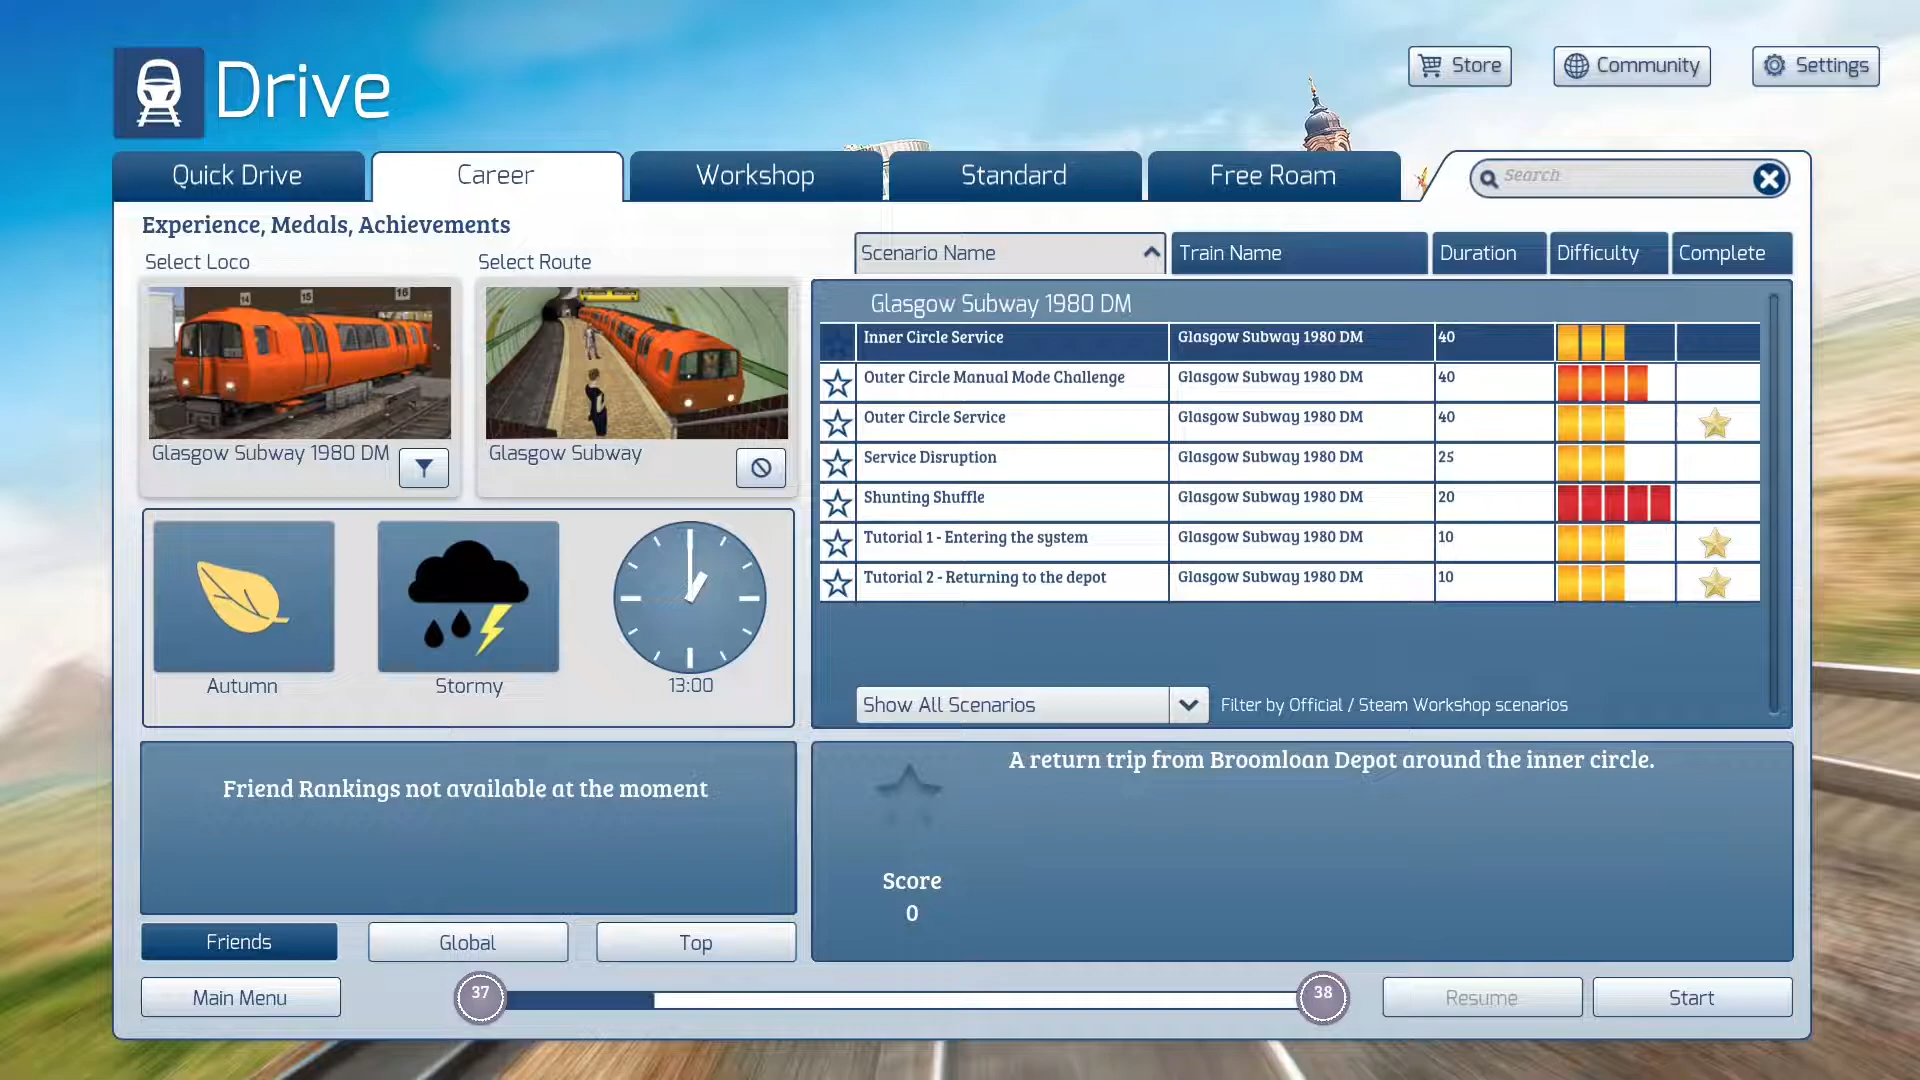 Drive
Store
Community
Settings
Quick Drive
Career
Workshop
Standard
Free Roam
Search
Experience, Medals, Achievements
Select Loco
Select Route
14
15
16
Glasgow Subway 1980 DM
Glasgow Subway
Autumn
Stormy
13:00
Scenario Name
Train Name
Duration
Difficulty
Complete
Glasgow Subway 1980 DM
Inner Circle Service Glasgow Subway 1980 DM 40
Outer Circle Manual Mode Challenge Glasgow Subway 1980 DM 40
Outer Circle Service Glasgow Subway 1980 DM 40
Service Disruption Glasgow Subway 1980 DM 25
Shunting Shuffle Glasgow Subway 1980 DM 20
Tutorial 1 - Entering the system Glasgow Subway 1980 DM 10
Tutorial 2 - Returning to the depot Glasgow Subway 1980 DM 10
Show All Scenarios
Filter by Official / Steam Workshop scenarios
Friend Rankings not available at the moment
A return trip from Broomloan Depot around the inner circle.
Score
0
Friends
Global
Top
Main Menu
37
38
Resume
Start